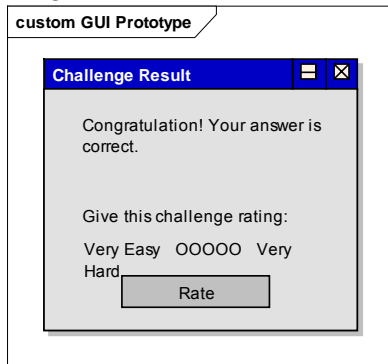 custom GUI Prototype
Challenge Result
Congratulation! Your answer is
correct.
Give this challenge rating:
Very Easy OOOOO Very
Hard
Rate